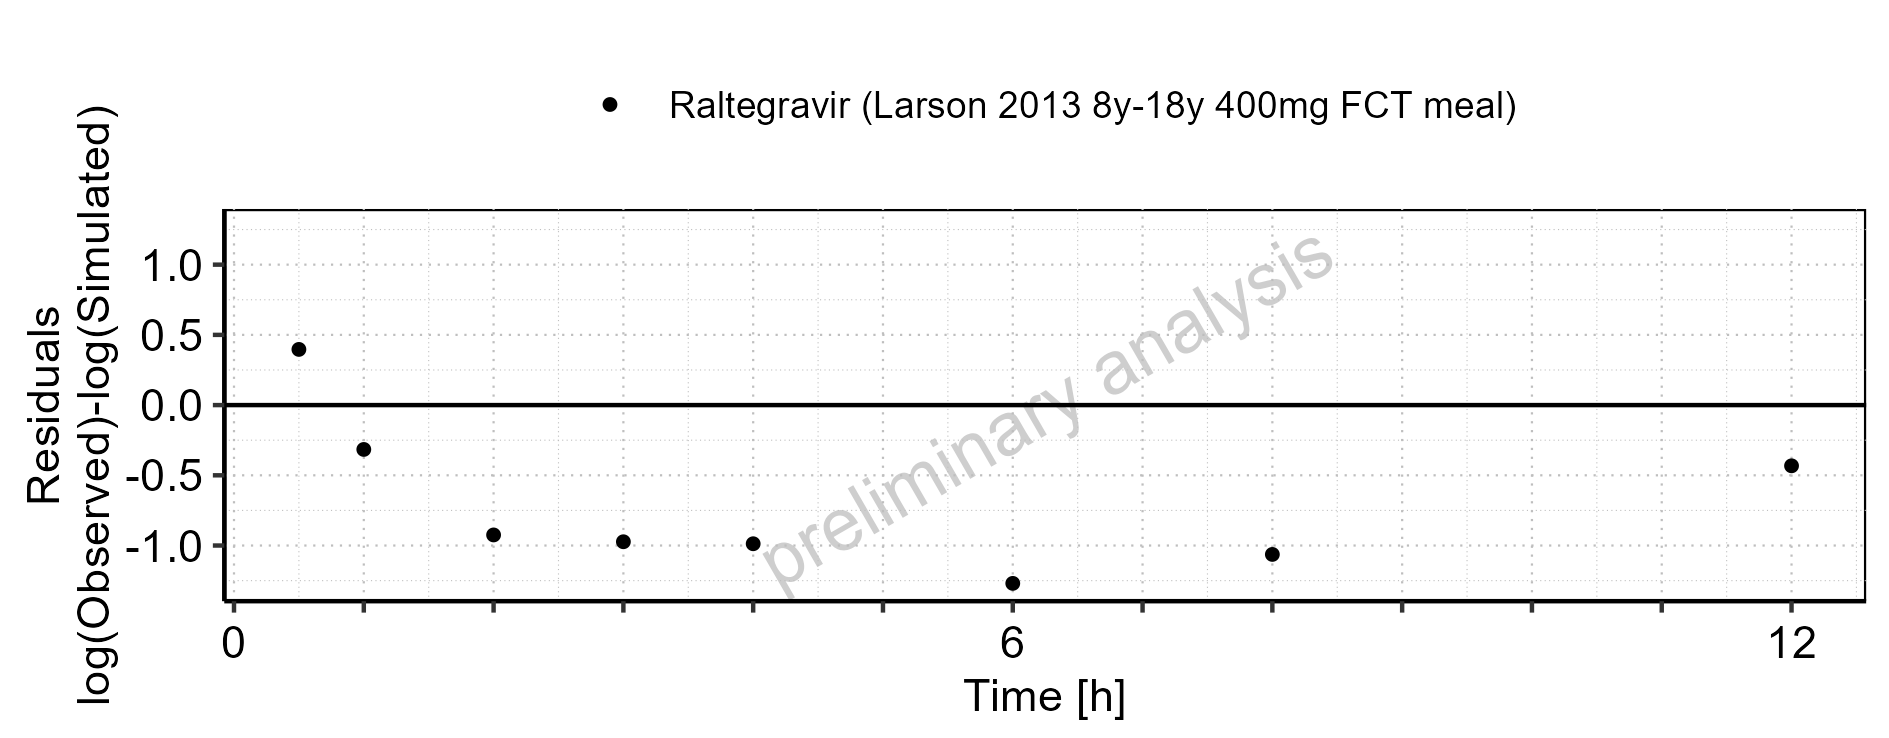 Raltegravir (Larson 2013 8y-18y 400mg FCT meal)
Residuals
log(Observed)-log(Simulated)
1.0
0.5
0.0
-0.5
-1.0
preliminary analysis
0 6 12
Time [h]